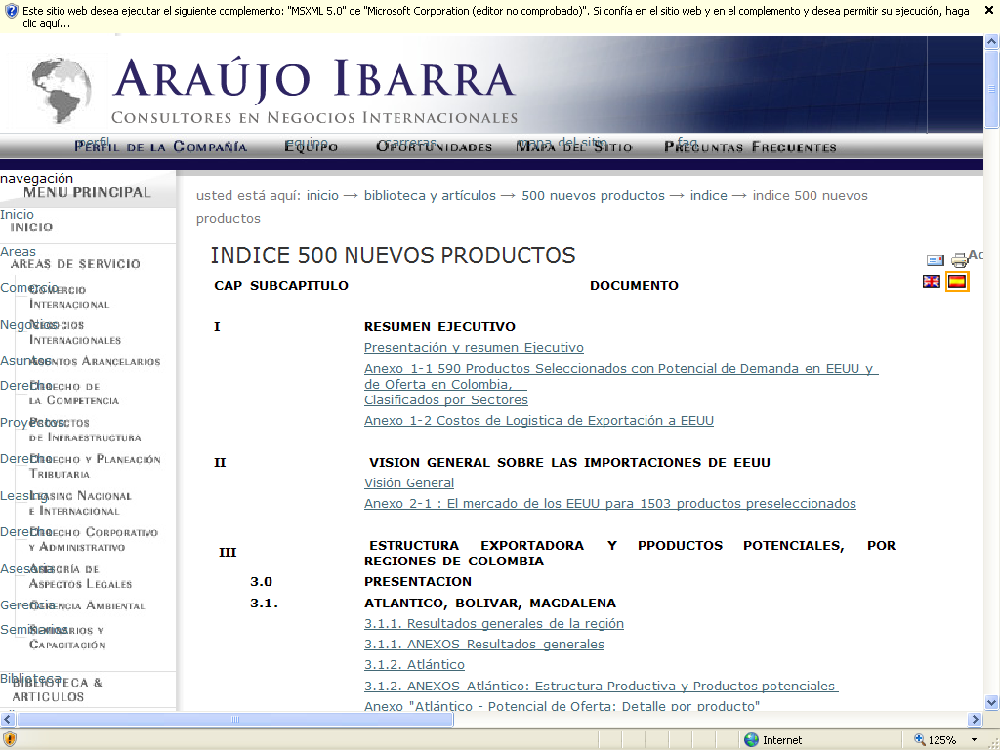 Este sitio web desea ejecutar el siguiente complemento: "MSXML 5.0" de "Microsoft Corporation (editor no comprobado)". Si confía en el sitio web y en el complemento y desea permitir su ejecución, haga
clic aquí...
ARAÚJO IBARRA
CONSULTORES EN NEGOCIOS INTERNACIONALES
perfil equipo carreras mapa del sitio faq
PERFIL DE LA COMPAÑÍA EQUIPO OPORTUNIDADES MAPA DEL SITIO PREGUNTAS FRECUENTES
navegación
MENU PRINCIPAL
Inicio
INICIO
Areas
AREAS DE SERVICIO
Comercio
COMERCIO
INTERNACIONAL
Negocios
NEGOCIOS
INTERNACIONALES
Asuntos
ASUNTOS ARANCELARIOS
Derecho
DERECHO DE
LA COMPETENCIA
Proyectos
PROYECTOS
DE INFRAESTRUCTURA
Derecho
DERECHO Y PLANEACIÓN
TRIBUTARIA
Leasing
LEASING NACIONAL
E INTERNACIONAL
Derecho
DERECHO CORPORATIVO
Y ADMINISTRATIVO
Asesoria
ASESORÍA DE
ASPECTOS LEGALES
Gerencia
GERENCIA AMBIENTAL
Seminarios
SEMINARIOS Y
CAPACITACIÓN
Biblioteca
BIBLIOTECA &
ARTICULOS
usted está aquí: inicio → biblioteca y artículos → 500 nuevos productos → indice → indice 500 nuevos
productos
INDICE 500 NUEVOS PRODUCTOS
Ac
CAP SUBCAPITULO DOCUMENTO
I RESUMEN EJECUTIVO
Presentación y resumen Ejecutivo
Anexo 1-1 590 Productos Seleccionados con Potencial de Demanda en EEUU y
de Oferta en Colombia,
Clasificados por Sectores
Anexo 1-2 Costos de Logistica de Exportación a EEUU
II VISION GENERAL SOBRE LAS IMPORTACIONES DE EEUU
Visión General
Anexo 2-1 : El mercado de los EEUU para 1503 productos preseleccionados
III ESTRUCTURA EXPORTADORA Y PPODUCTOS POTENCIALES, POR
REGIONES DE COLOMBIA
3.0 PRESENTACION
3.1. ATLANTICO, BOLIVAR, MAGDALENA
3.1.1. Resultados generales de la región
3.1.1. ANEXOS Resultados generales
3.1.2. Atlántico
3.1.2. ANEXOS Atlántico: Estructura Productiva y Productos potenciales
Anexo "Atlántico - Potencial de Oferta: Detalle por producto"
Internet
125%